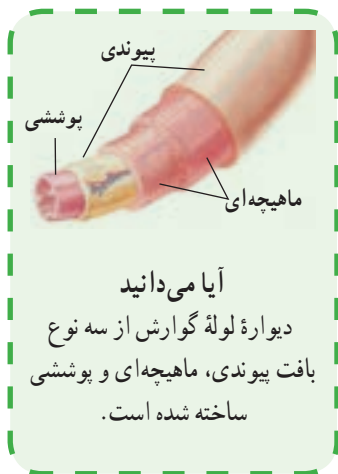 پیوندی
پوششی
ماهیچه‌ای
آیا می‌دانید
دیوارهٔ لولهٔ گوارش از سه نوع
بافت پیوندی، ماهیچه‌ای و پوششی
ساخته شده است.